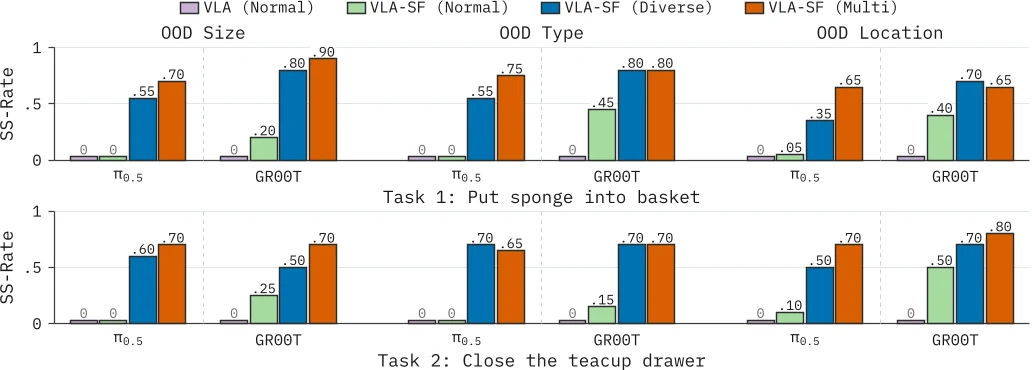 VLA (Normal) VLA-SF (Normal) VLA-SF (Diverse) VLA-SF (Multi)
OOD Size OOD Type OOD Location
SS-Rate
1
.5
0
0 0 .55 .70 0 .20 .80 .90 0 0 .55 .75 0 .45 .80 .80 0 .05 .35 .65 0 .40 .70 .65
π0.5 GR00T π0.5 GR00T π0.5 GR00T
Task 1: Put sponge into basket
SS-Rate
1
.5
0
0 0 .60 .70 0 .25 .50 .70 0 0 .70 .65 0 .15 .70 .70 0 .10 .50 .70 0 .50 .70 .80
π0.5 GR00T π0.5 GR00T π0.5 GR00T
Task 2: Close the teacup drawer